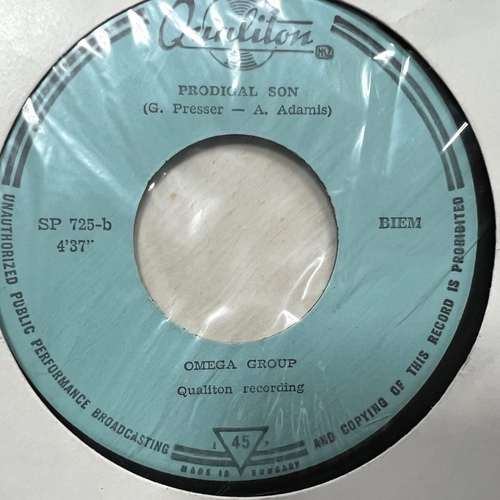 Qualiton
PRODIGAL SON
(G. Presser — A. Adamis)
SP 725-b
4'37"
BIEM
OMEGA GROUP
Qualiton recording
UNAUTHORIZED PUBLIC PERFORMANCE BROADCASTING
AND COPYING OF THIS RECORD IS PROHIBITED
45
MADE IN HUNGARY